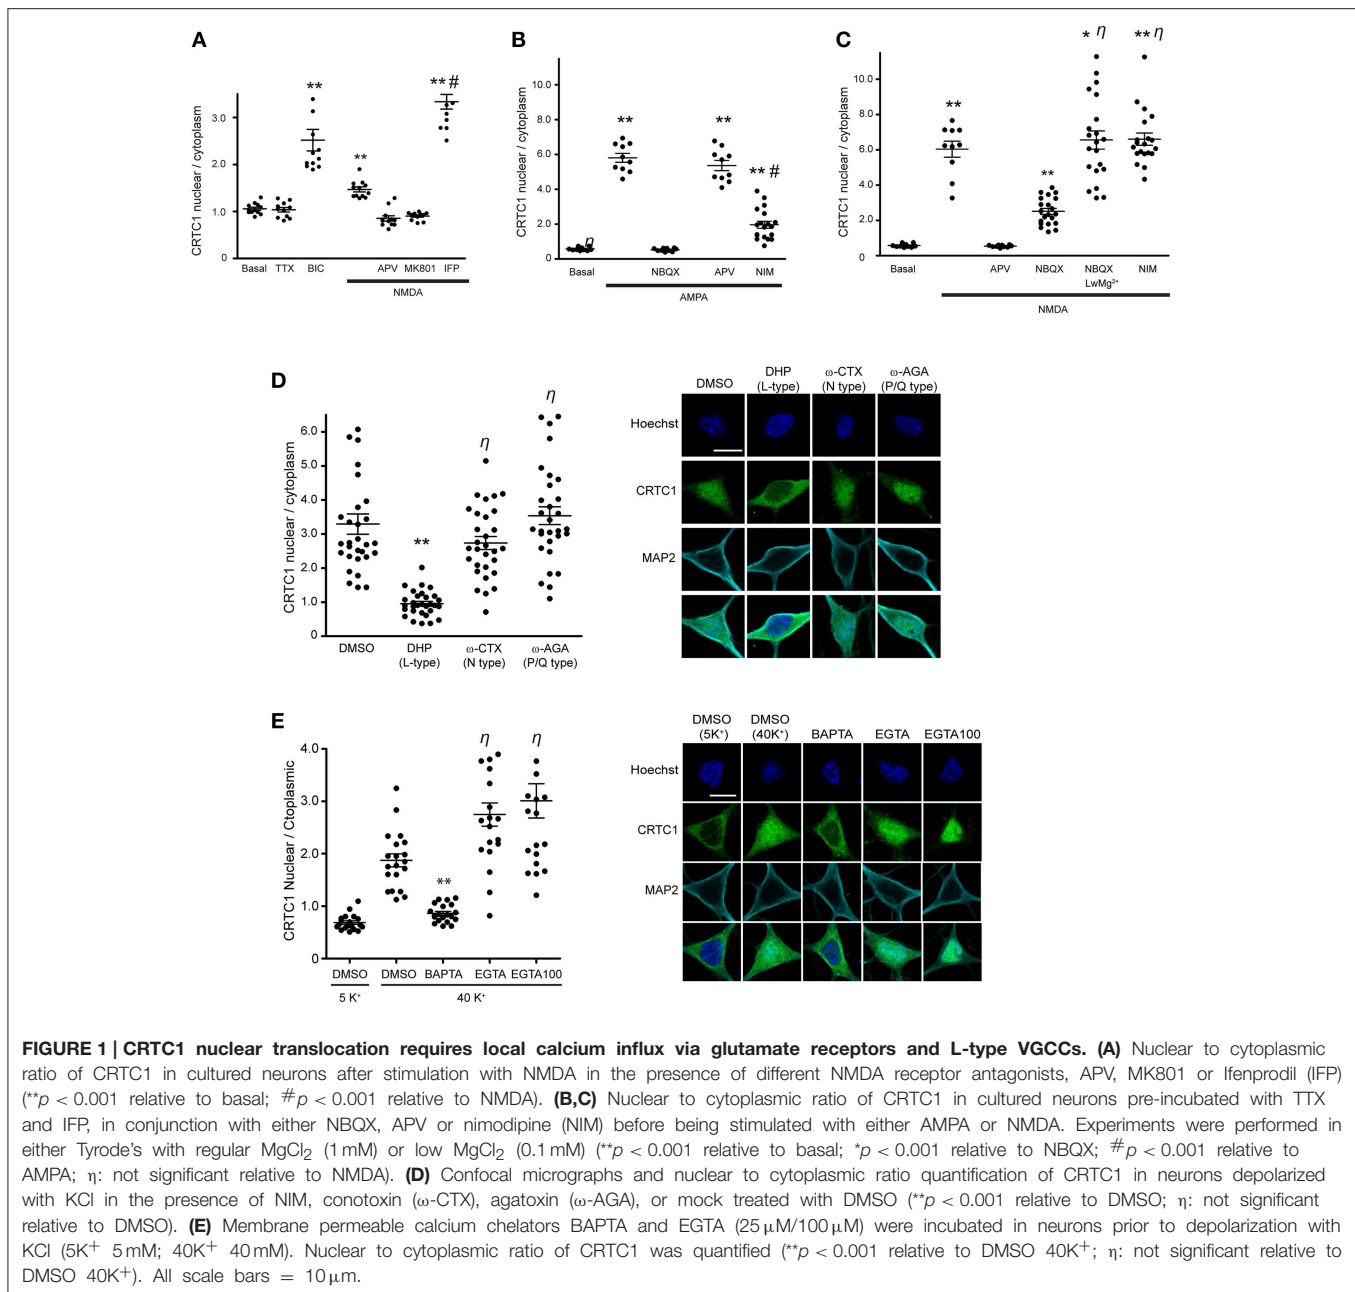 A
CRTC1 nuclear / cytoplasm
3.0
2.0
1.0
0
**
**
** #
Basal TTX BIC APV MK801 IFP
NMDA
B
CRTC1 nuclear / cytoplasm
10.0
8.0
6.0
4.0
2.0
0
η
**
**
** #
Basal NBQX APV NIM
AMPA
C
CRTC1 nuclear / cytoplasm
10.0
8.0
6.0
4.0
2.0
0
**
**
* η
** η
Basal APV NBQX NBQX NIM
LwMg²⁺
NMDA
D
CRTC1 nuclear / cytoplasm
6.0
5.0
4.0
3.0
2.0
1.0
0
**
η
η
DMSO DHP ω-CTX ω-AGA
(L-type) (N type) (P/Q type)
DMSO DHP ω-CTX ω-AGA
(L-type) (N type) (P/Q type)
Hoechst
CRTC1
MAP2
E
CRTC1 Nuclear / Ctoplasmic
4.0
3.0
2.0
1.0
0
**
η
η
DMSO DMSO BAPTA EGTA EGTA100
5 K⁺ 40 K⁺
DMSO DMSO BAPTA EGTA EGTA100
(5K⁺) (40K⁺)
Hoechst
CRTC1
MAP2
FIGURE 1 | CRTC1 nuclear translocation requires local calcium influx via glutamate receptors and L-type VGCCs. (A) Nuclear to cytoplasmic
ratio of CRTC1 in cultured neurons after stimulation with NMDA in the presence of different NMDA receptor antagonists, APV, MK801 or Ifenprodil (IFP)
(**p < 0.001 relative to basal; #p < 0.001 relative to NMDA). (B,C) Nuclear to cytoplasmic ratio of CRTC1 in cultured neurons pre-incubated with TTX
and IFP, in conjunction with either NBQX, APV or nimodipine (NIM) before being stimulated with either AMPA or NMDA. Experiments were performed in
either Tyrode's with regular MgCl₂ (1 mM) or low MgCl₂ (0.1 mM) (**p < 0.001 relative to basal; *p < 0.001 relative to NBQX; #p < 0.001 relative to
AMPA; η: not significant relative to NMDA). (D) Confocal micrographs and nuclear to cytoplasmic ratio quantification of CRTC1 in neurons depolarized
with KCl in the presence of NIM, conotoxin (ω-CTX), agatoxin (ω-AGA), or mock treated with DMSO (**p < 0.001 relative to DMSO; η: not significant
relative to DMSO). (E) Membrane permeable calcium chelators BAPTA and EGTA (25 μM/100 μM) were incubated in neurons prior to depolarization with
KCl (5K⁺ 5 mM; 40K⁺ 40 mM). Nuclear to cytoplasmic ratio of CRTC1 was quantified (**p < 0.001 relative to DMSO 40K⁺; η: not significant relative to
DMSO 40K⁺). All scale bars = 10 μm.